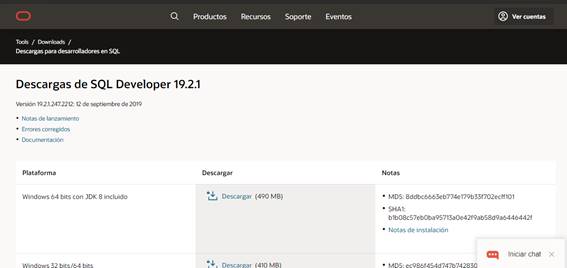 Productos Recursos Soporte Eventos Ver cuentas
Tools / Downloads /
Descargas para desarrolladores en SQL
Descargas de SQL Developer 19.2.1
Versión 19.2.1.247.2212; 12 de septiembre de 2019
• Notas de lanzamiento
• Errores corregidos
• Documentación
Plataforma Descargar Notas
Windows 64 bits con JDK 8 incluido Descargar (490 MB) • MD5: 8ddbc6663eb774e179b33f702ecff101
• SHA1:
b1b08c57eb0ba95713a0e42f9ab58d9a6446442f
• Notas de instalación
Iniciar chat
Windows 32 bits/64 bits Descargar (410 MB) • MD5: ec986f454d747b742830